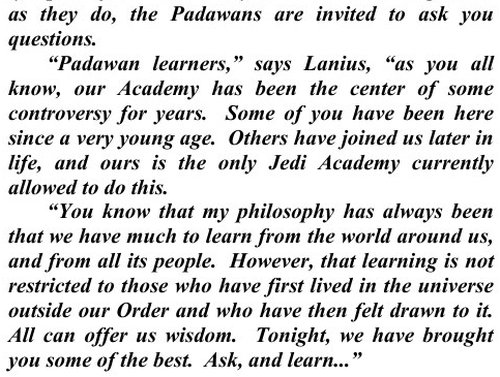 as they do, the Padawans are invited to ask you
questions.
“Padawan learners,” says Lanius, “as you all
know, our Academy has been the center of some
controversy for years.  Some of you have been here
since a very young age.  Others have joined us later in
life, and ours is the only Jedi Academy currently
allowed to do this.
“You know that my philosophy has always been
that we have much to learn from the world around us,
and from all its people.  However, that learning is not
restricted to those who have first lived in the universe
outside our Order and who have then felt drawn to it.
All can offer us wisdom.  Tonight, we have brought
you some of the best.  Ask, and learn...”